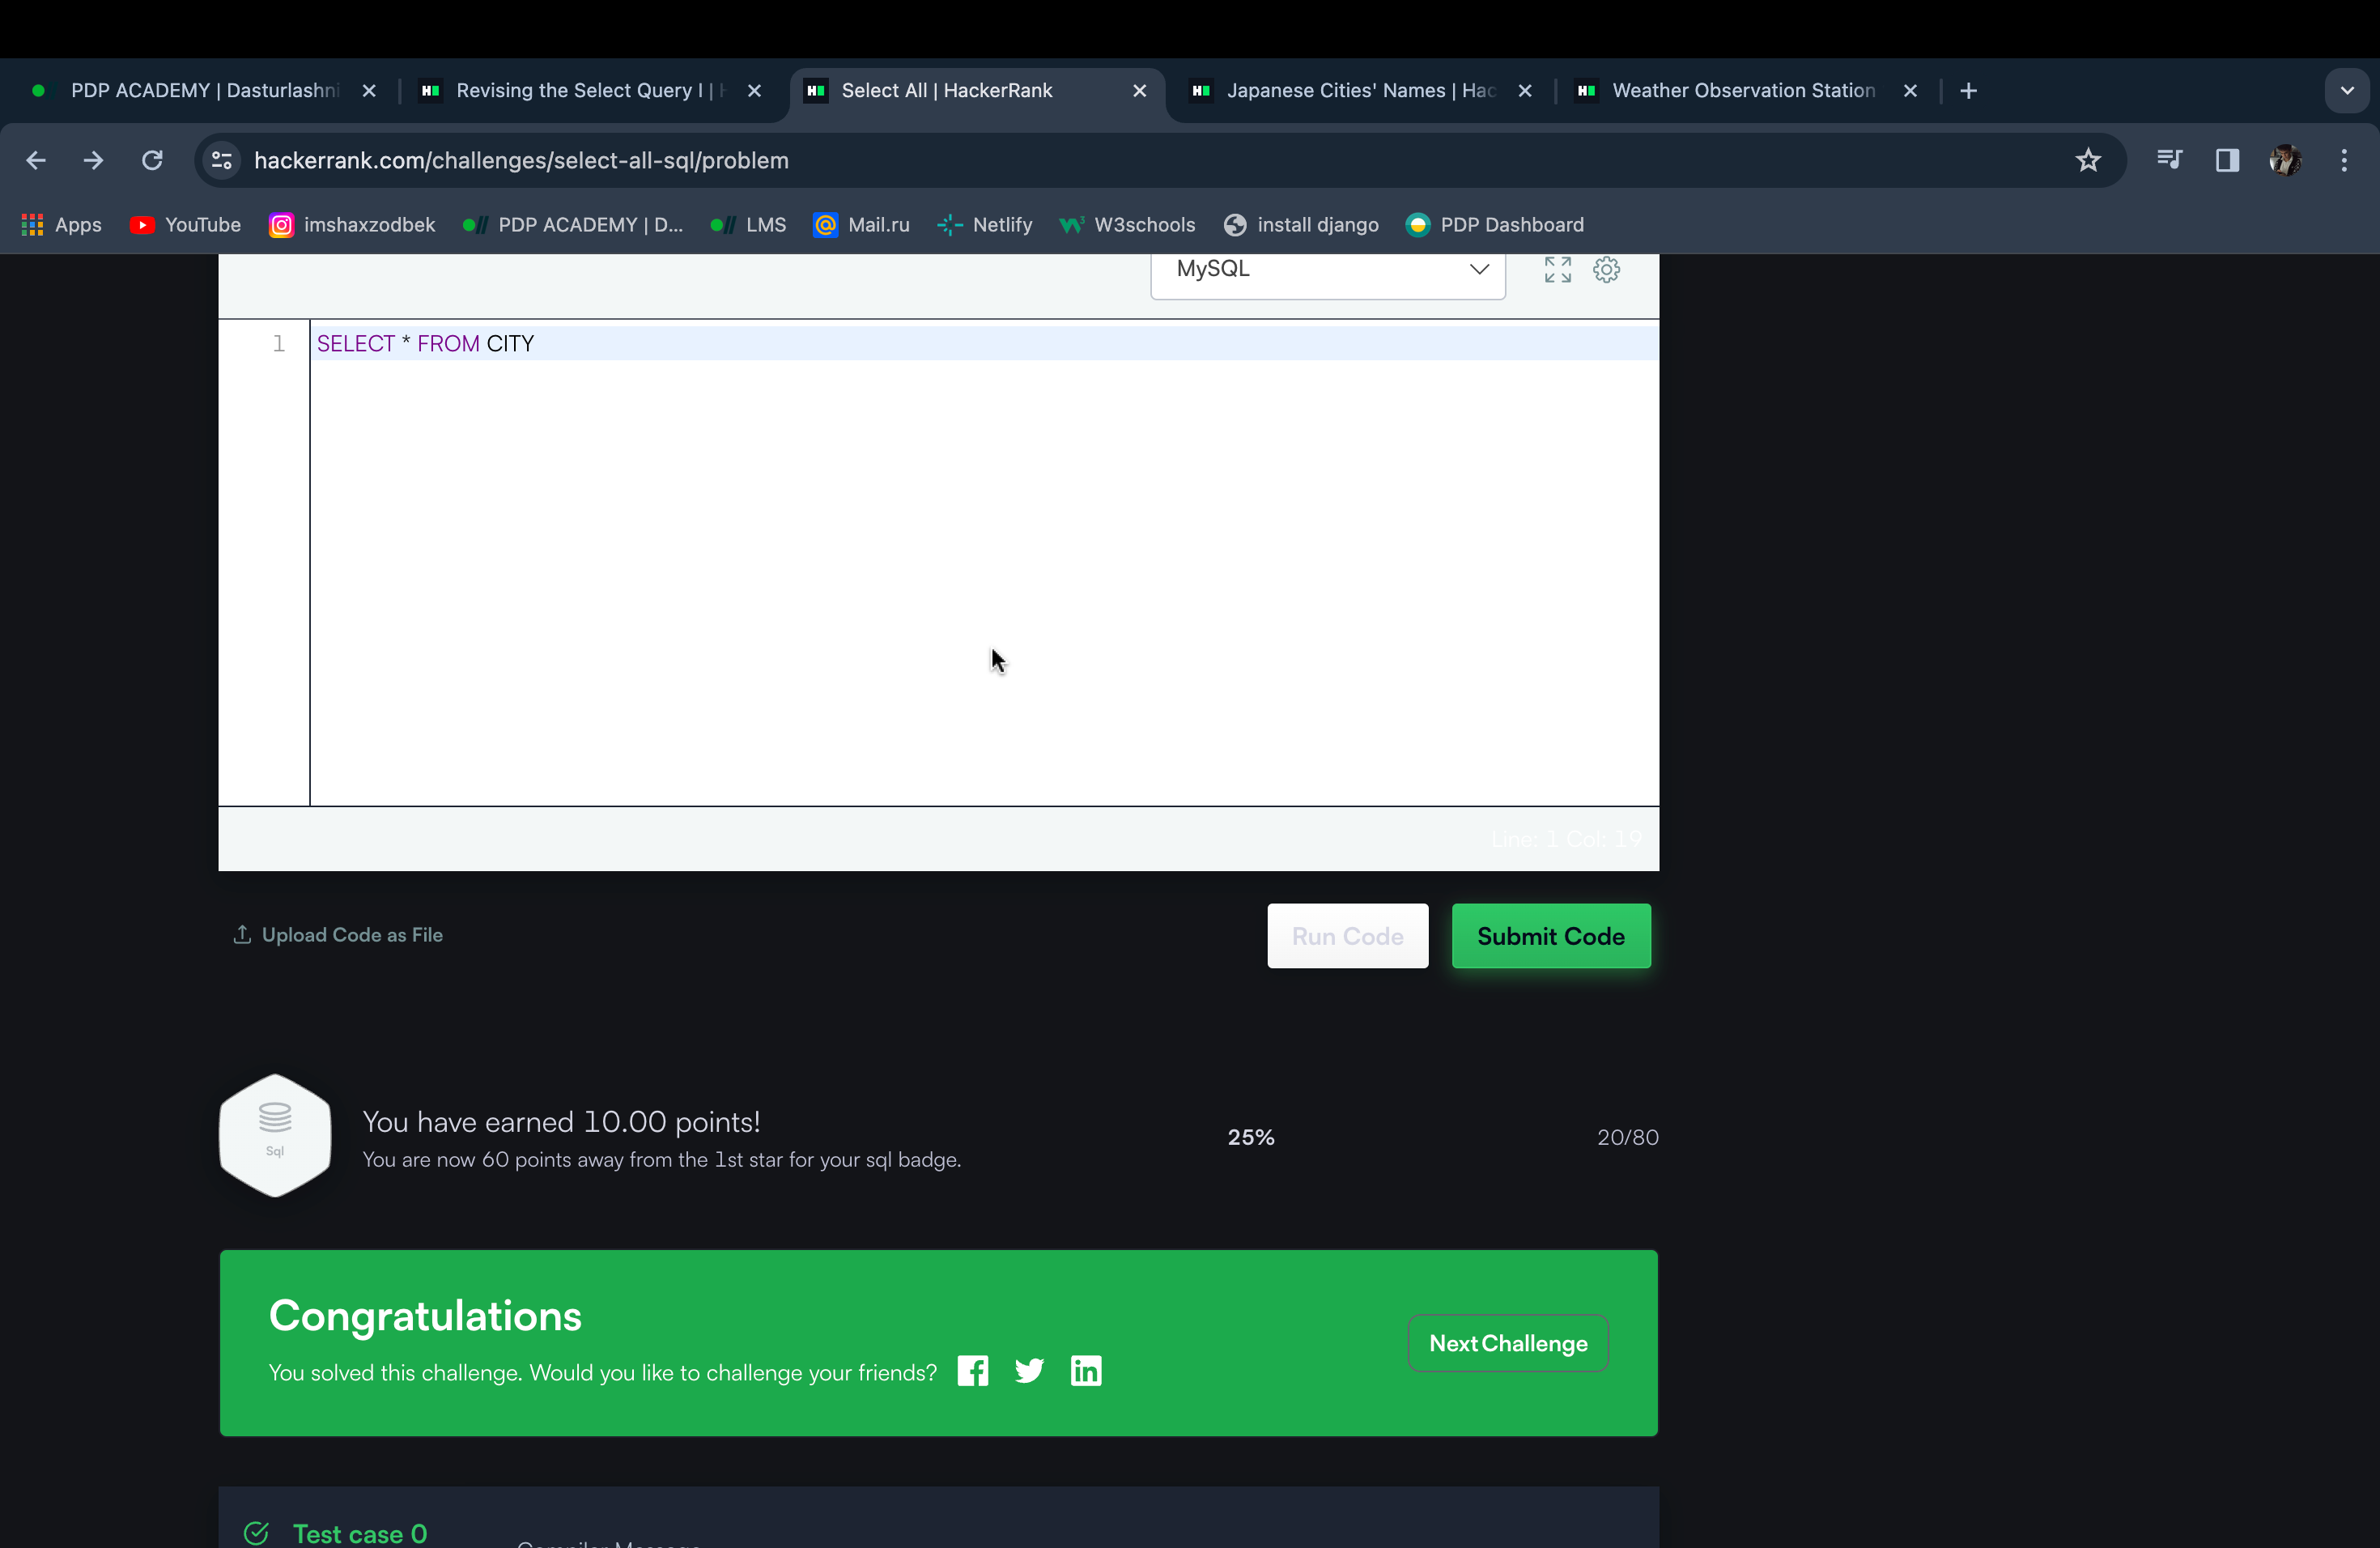 PDP ACADEMY | Dasturlashni
Revising the Select Query I |
Select All | HackerRank
Japanese Cities' Names | Hac
Weather Observation Station
hackerrank.com/challenges/select-all-sql/problem
Apps
YouTube
imshaxzodbek
PDP ACADEMY | D...
LMS
Mail.ru
Netlify
W3schools
install django
PDP Dashboard
MySQL
1 SELECT * FROM CITY
Line: 1 Col: 19
Upload Code as File
Run Code
Submit Code
Sql
You have earned 10.00 points!
You are now 60 points away from the 1st star for your sql badge.
25%
20/80
Congratulations
You solved this challenge. Would you like to challenge your friends?
Next Challenge
Test case 0
Compiler Message